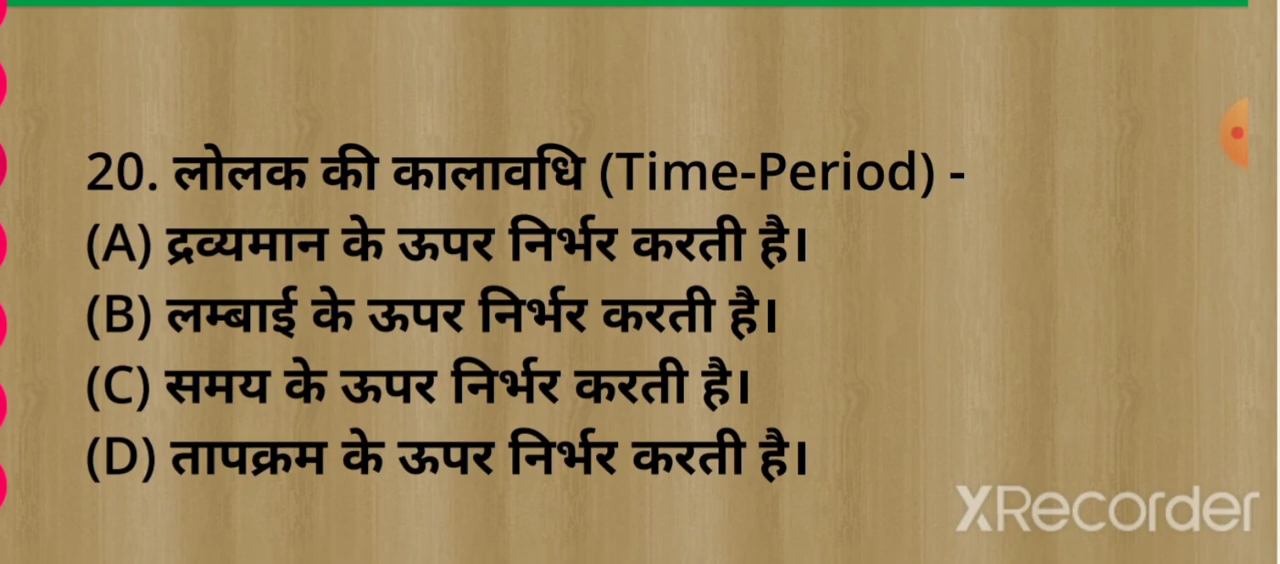 20. लोलक की कालावधि (Time-Period) -
(A) द्रव्यमान के ऊपर निर्भर करती है।
(B) लम्बाई के ऊपर निर्भर करती है।
(C) समय के ऊपर निर्भर करती है।
(D) तापक्रम के ऊपर निर्भर करती है।
XRecorder